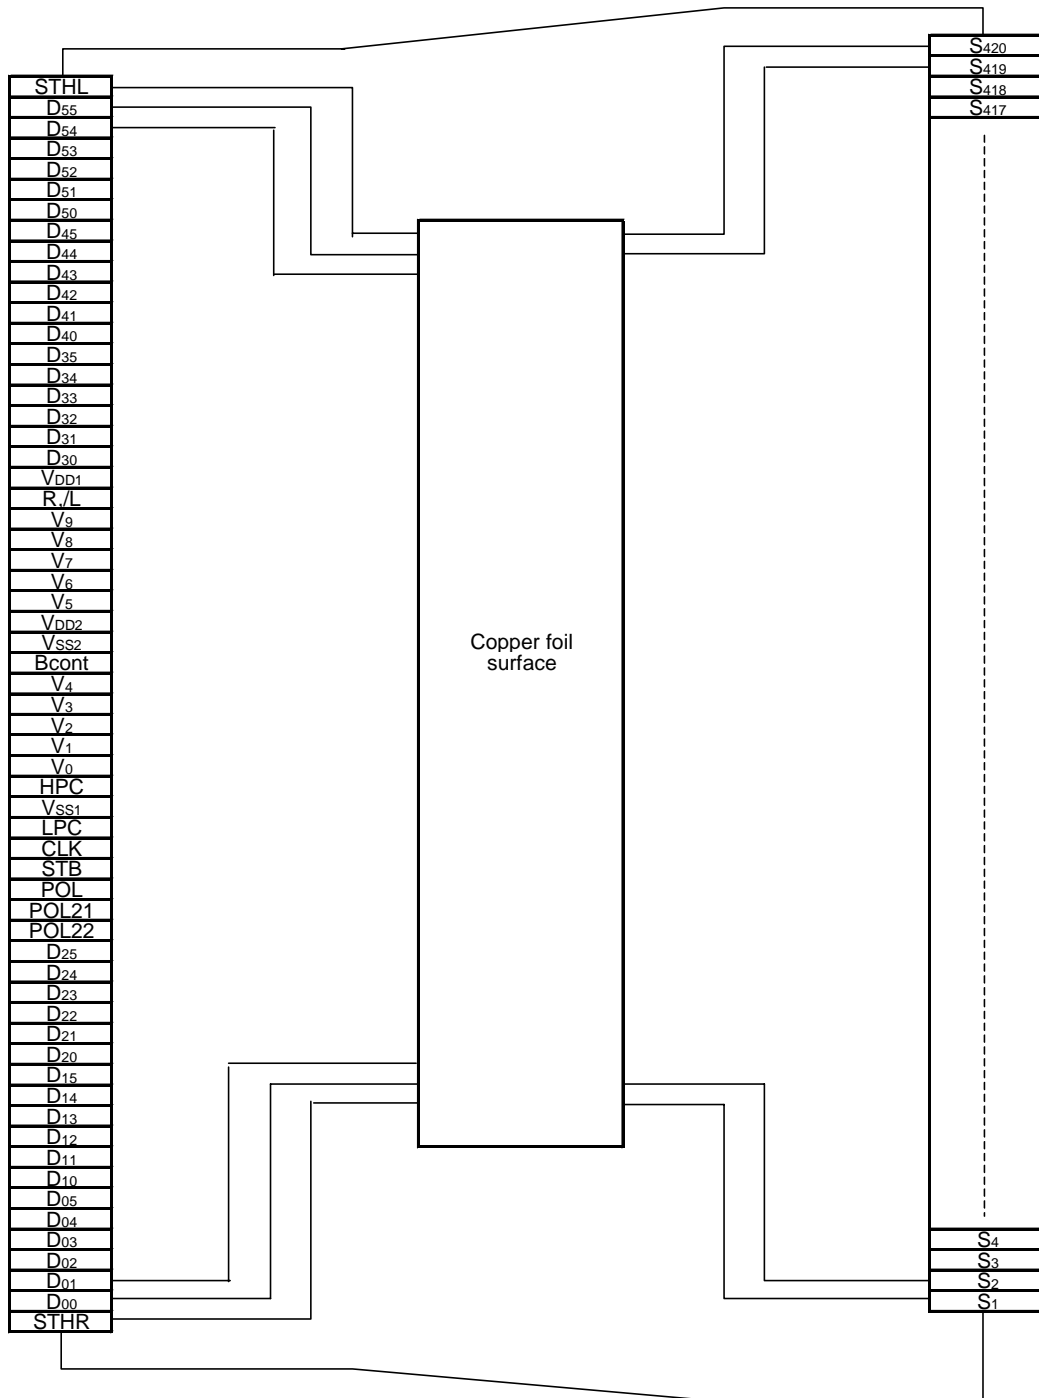 STHL
D55
D54
D53
D52
D51
D50
D45
D44
D43
D42
D41
D40
D35
D34
D33
D32
D31
D30
VDD1
R,/L
V9
V8
V7
V6
V5
VDD2
VSS2
Bcont
V4
V3
V2
V1
V0
HPC
VSS1
LPC
CLK
STB
POL
POL21
POL22
D25
D24
D23
D22
D21
D20
D15
D14
D13
D12
D11
D10
D05
D04
D03
D02
D01
D00
STHR
Copper foil
surface
S420
S419
S418
S417
S4
S3
S2
S1